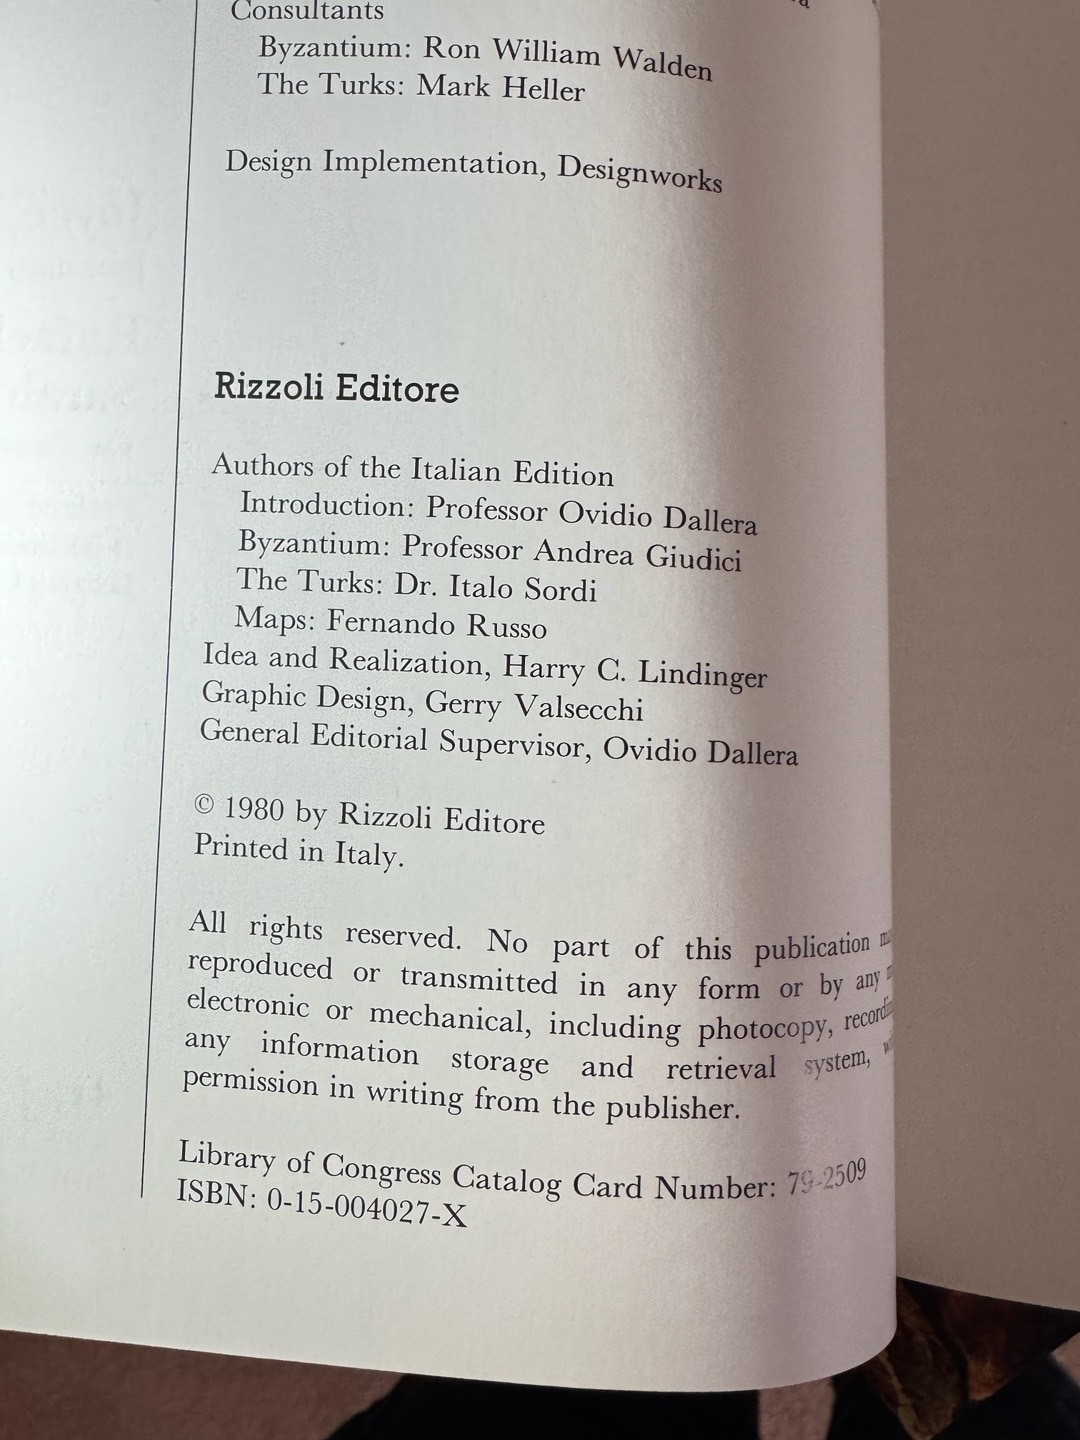 Consultants
Byzantium: Ron William Walden
The Turks: Mark Heller
Design Implementation, Designworks
Rizzoli Editore
Authors of the Italian Edition
Introduction: Professor Ovidio Dallera
Byzantium: Professor Andrea Giudici
The Turks: Dr. Italo Sordi
Maps: Fernando Russo
Idea and Realization, Harry C. Lindinger
Graphic Design, Gerry Valsecchi
General Editorial Supervisor, Ovidio Dallera
© 1980 by Rizzoli Editore
Printed in Italy.
All rights reserved. No part of this publication
reproduced or transmitted in any form or by any
electronic or mechanical, including photocopy,
any information storage and retrieval system,
permission in writing from the publisher.
Library of Congress Catalog Card Number: 79-2509
ISBN: 0-15-004027-X